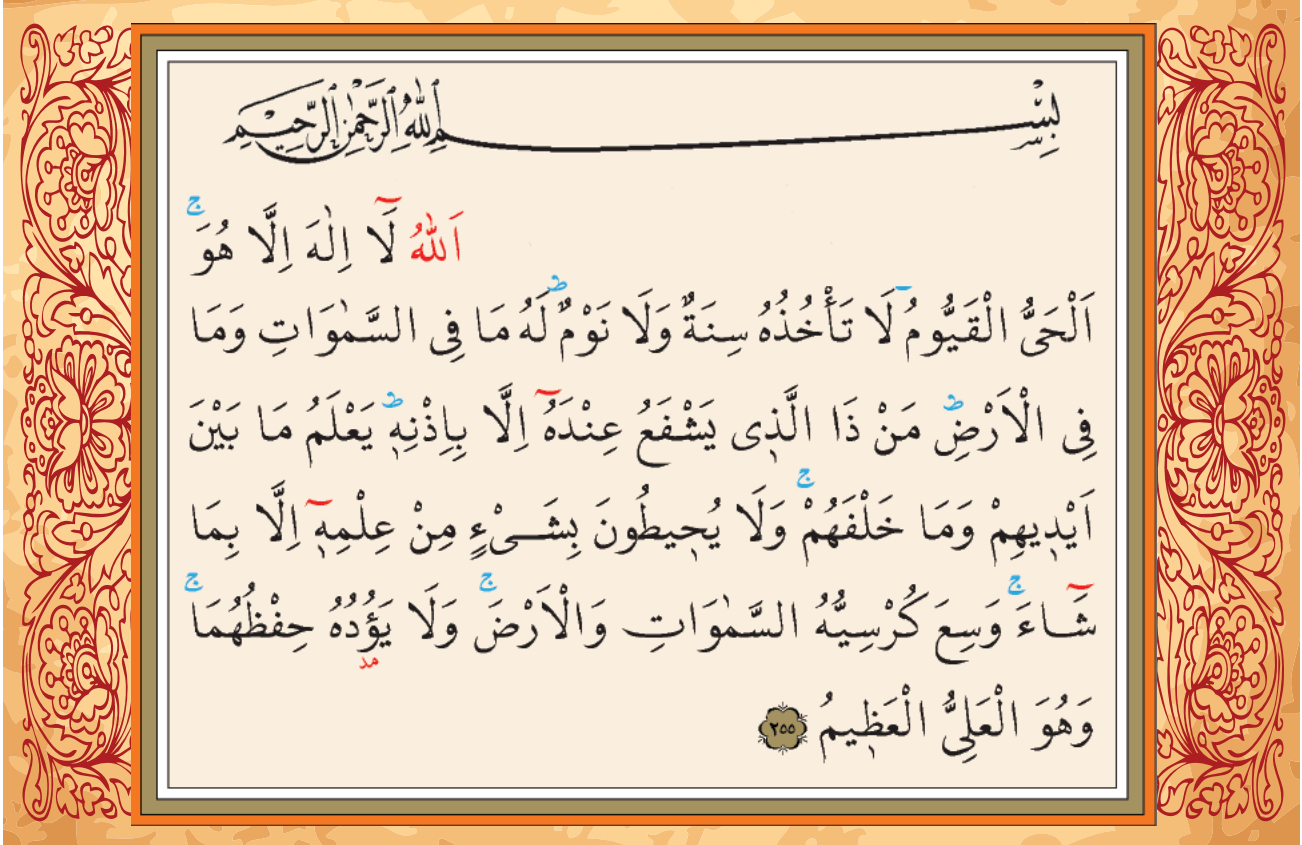 بِسْمِ اللّٰهِ الرَّحْمٰنِ الرَّحِيمِ
اَللّٰهُ لَٓا اِلٰهَ اِلَّا هُوَۚ
اَلْحَىُّ الْقَيُّومُۚ لَا تَأْخُذُهُ سِنَةٌ وَلَا نَوْمٌۜ لَهُ مَا فِى السَّمٰوَاتِ وَمَا
فِى الْاَرْضِۜ مَنْ ذَا الَّذٖى يَشْفَعُ عِنْدَهُٓ اِلَّا بِاِذْنِهٖۜ يَعْلَمُ مَا بَيْنَ
اَيْدٖيهِمْ وَمَا خَلْفَهُمْۚ وَلَا يُحٖيطُونَ بِشَىْءٍ مِنْ عِلْمِهٖٓ اِلَّا بِمَا
شَٓاءَۚ وَسِعَ كُرْسِيُّهُ السَّمٰوَاتِ وَالْاَرْضَۚ وَلَا يَؤُدُهُ حِفْظُهُمَاۚ
مد
وَهُوَ الْعَلِىُّ الْعَظٖيمُ ٢٥٥